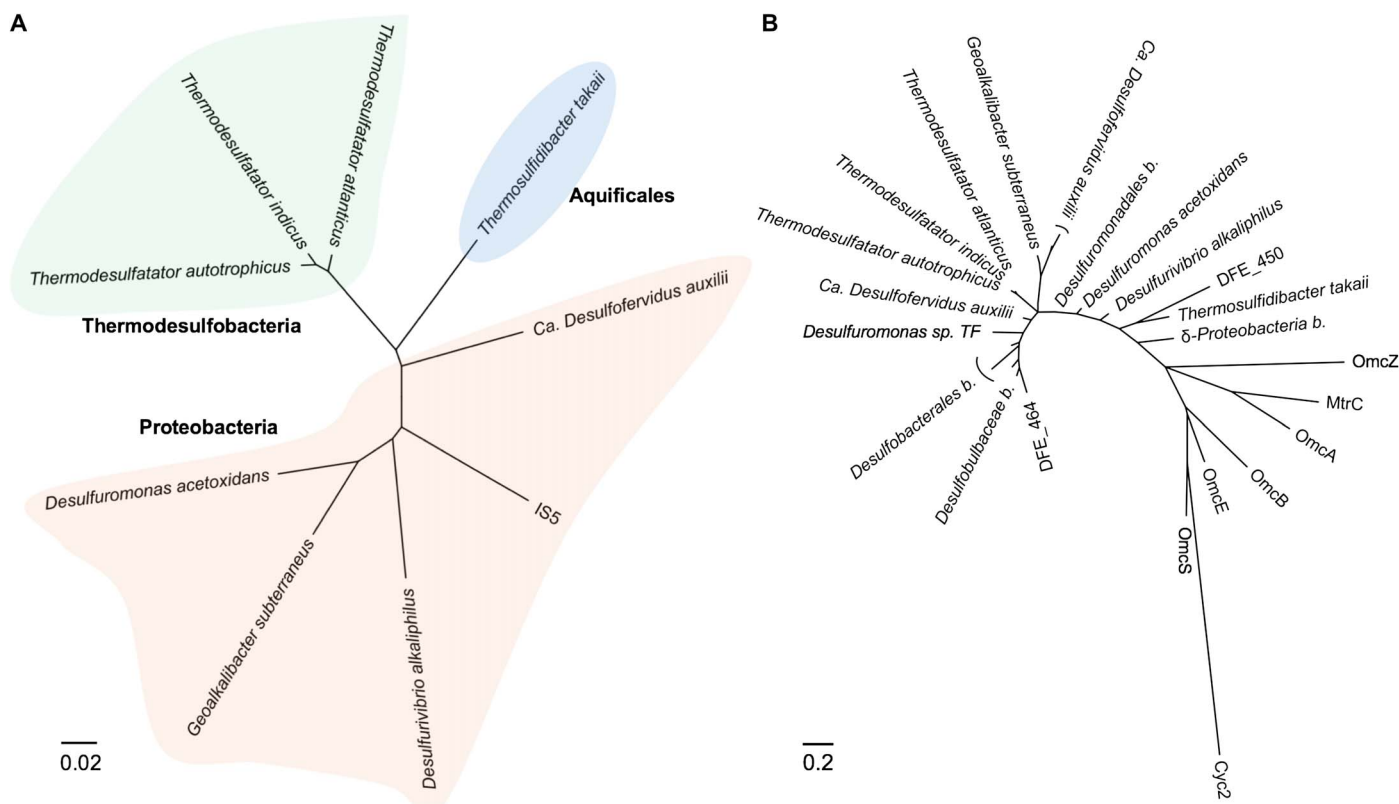 A
Thermodesulfatator indicus
Thermodesulfatator atlanticus
Thermodesulfatator autotrophicus
Thermodesulfobacteria
Thermosulfidibacter takaii
Aquificales
Ca. Desulfofervidus auxilii
Proteobacteria
Desulfuromonas acetoxidans
IS5
Geoalkalibacter subterraneus
Desulfurivibrio alkaliphilus
0.02
B
Geoalkalibacter subterraneus
Ca. Desulfofervidus auxilii
Thermodesulfatator atlanticus
Thermodesulfatator indicus
Thermodesulfatator autotrophicus
Ca. Desulfofervidus auxilii
Desulfuromonas sp. TF
Desulfobacterales b.
Desulfobulbaceae b.
DFE_464
Desulfuromonadales b.
Desulfuromonas acetoxidans
Desulfurivibrio alkaliphilus
DFE_450
Thermosulfidibacter takaii
δ-Proteobacteria b.
OmcZ
MtrC
OmcA
OmcB
OmcE
OmcS
Cyc2
0.2